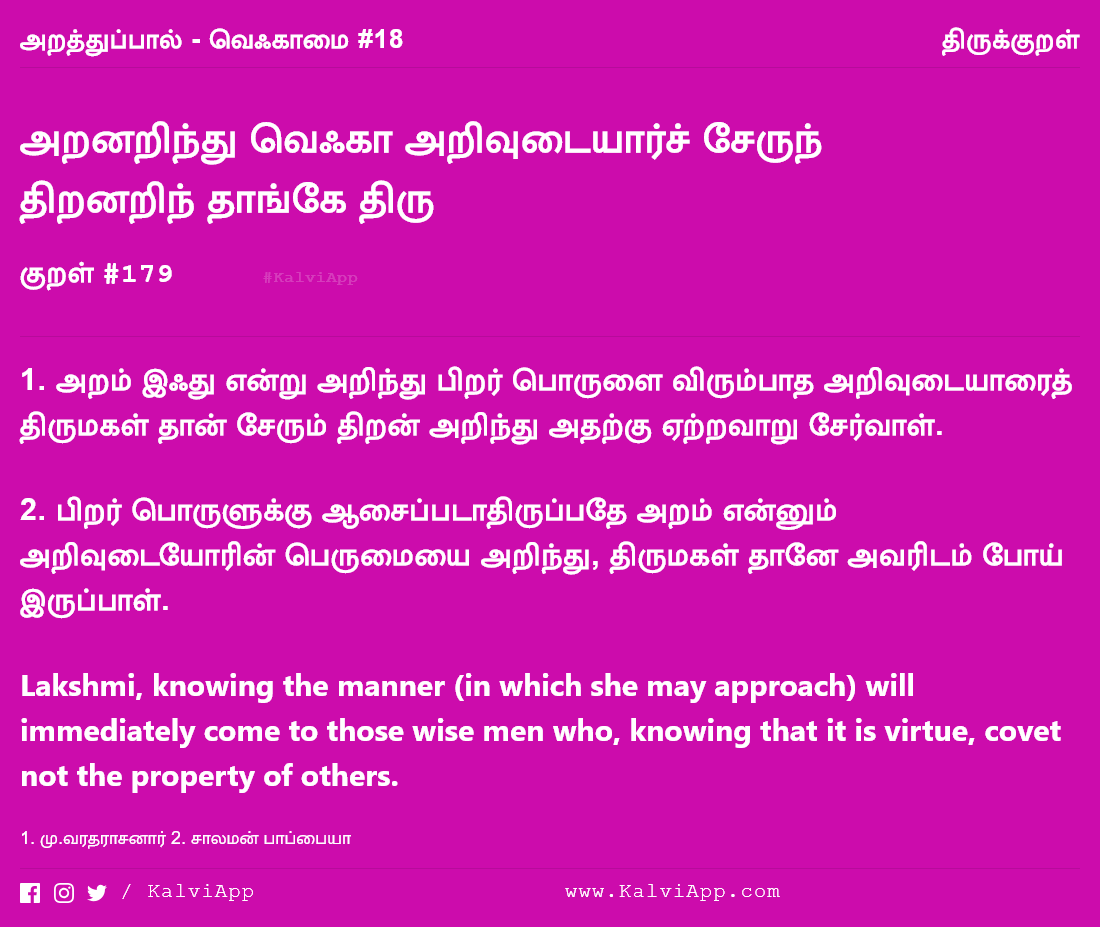 அறத்துப்பால் - வெஃகாமை #18 திருக்குறள்
அறனறிந்து வெஃகா அறிவுடையார்ச் சேருந்
திறனறிந் தாங்கே திரு
குறள் #179 #KalviApp
1. அறம் இஃது என்று அறிந்து பிறர் பொருளை விரும்பாத அறிவுடையாரைத்
திருமகள் தான் சேரும் திறன் அறிந்து அதற்கு ஏற்றவாறு சேர்வாள்.
2. பிறர் பொருளுக்கு ஆசைப்படாதிருப்பதே அறம் என்னும்
அறிவுடையோரின் பெருமையை அறிந்து, திருமகள் தானே அவரிடம் போய்
இருப்பாள்.
Lakshmi, knowing the manner (in which she may approach) will
immediately come to those wise men who, knowing that it is virtue, covet
not the property of others.
1. மு.வரதராசனார் 2. சாலமன் பாப்பையா
/ KalviApp www.KalviApp.com